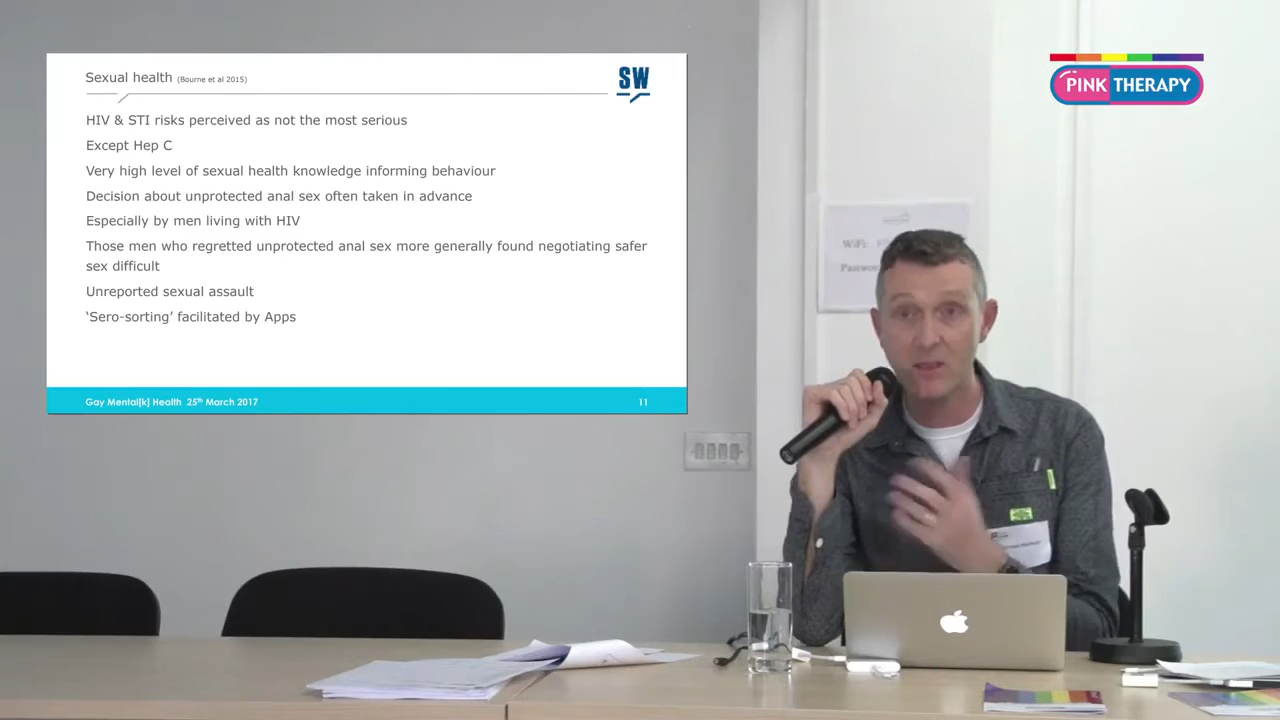 Sexual health (Bourne et al 2015)
SW
HIV & STI risks perceived as not the most serious
Except Hep C
Very high level of sexual health knowledge informing behaviour
Decision about unprotected anal sex often taken in advance
Especially by men living with HIV
Those men who regretted unprotected anal sex more generally found negotiating safer
sex difficult
Unreported sexual assault
‘Sero-sorting’ facilitated by Apps
Gay Mental[k] Health 25th March 2017
11
PINK THERAPY
WiFi: